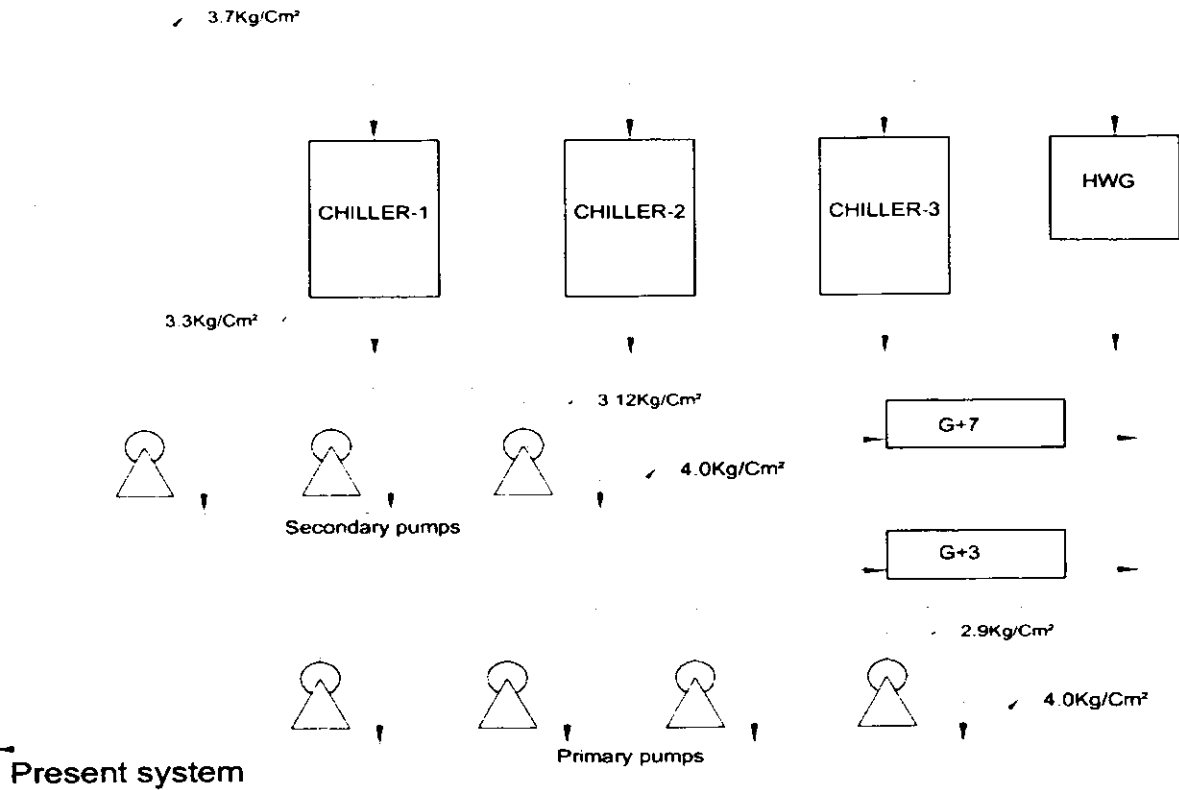 3.7Kg/Cm²
CHILLER-1
CHILLER-2
CHILLER-3
HWG
3.3Kg/Cm²
3 12Kg/Cm²
G+7
4.0Kg/Cm²
Secondary pumps
G+3
2.9Kg/Cm²
4.0Kg/Cm²
Primary pumps
Present system